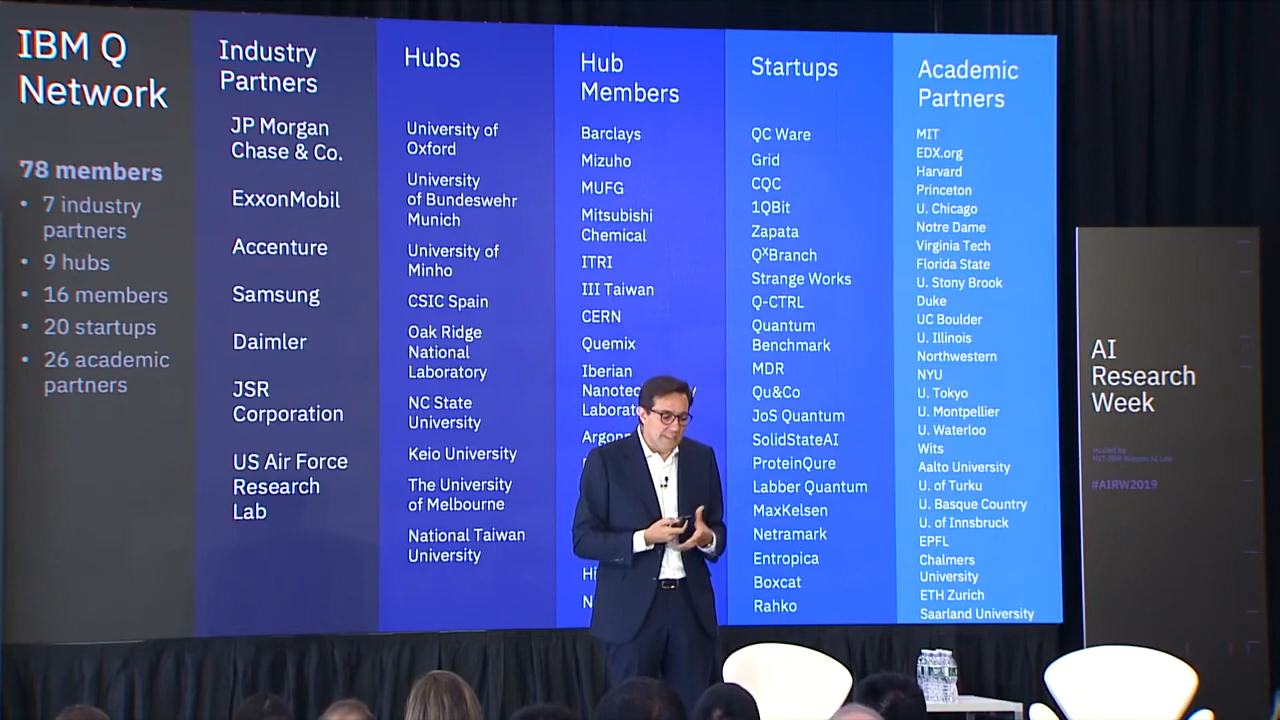 IBM Q
Network
78 members
• 7 industry
partners
• 9 hubs
• 16 members
• 20 startups
• 26 academic
partners
Industry
Partners
JP Morgan
Chase & Co.
ExxonMobil
Accenture
Samsung
Daimler
JSR
Corporation
US Air Force
Research
Lab
Hubs
University of
Oxford
University
of Bundeswehr
Munich
University of
Minho
CSIC Spain
Oak Ridge
National
Laboratory
NC State
University
Keio University
The University
of Melbourne
National Taiwan
University
Hub
Members
Barclays
Mizuho
MUFG
Mitsubishi
Chemical
ITRI
III Taiwan
CERN
Quemix
Iberian
Startups
QC Ware
Grid
CQC
1QBit
Zapata
QxBranch
Strange Works
Q-CTRL
Quantum
Benchmark
MDR
Qu&Co
JoS Quantum
SolidStateAI
ProteinQure
Labber Quantum
MaxKelsen
Netramark
Entropica
Boxcat
Rahko
Academic
Partners
MIT
EDX.org
Harvard
Princeton
U. Chicago
Notre Dame
Virginia Tech
Florida State
U. Stony Brook
Duke
UC Boulder
U. Illinois
Northwestern
NYU
U. Tokyo
U. Montpellier
U. Waterloo
Wits
Aalto University
U. of Turku
U. Basque Country
U. of Innsbruck
EPFL
Chalmers
University
ETH Zurich
Saarland University
AI
Research
Week
#AIRW2019